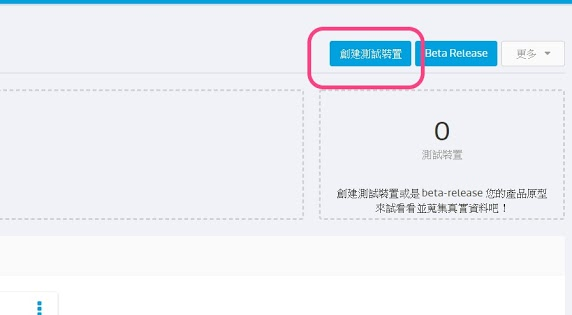 創建測試裝置
Beta Release
更多
0
測試裝置
創建測試裝置或是 beta-release 您的產品原型
來試看看並蒐集真實資料吧！